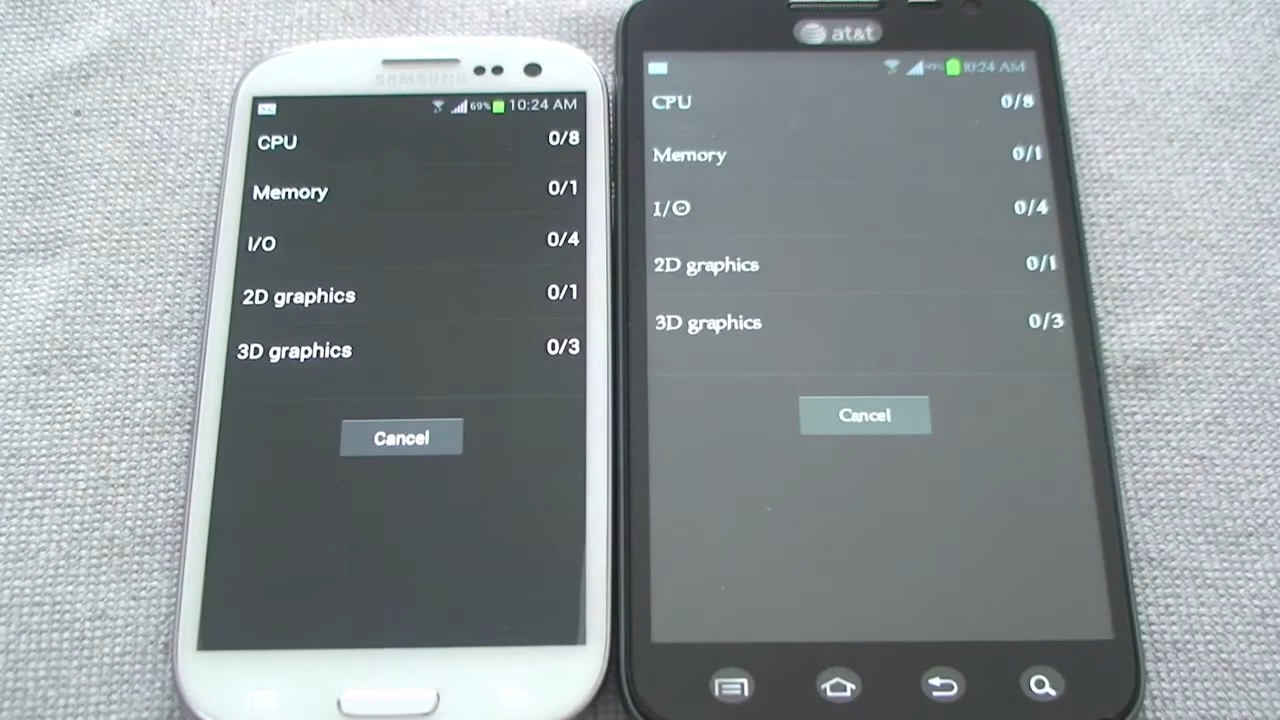 SAMSUNG
69% 10:24 AM
CPU 0/8
Memory 0/1
I/O 0/4
2D graphics 0/1
3D graphics 0/3
Cancel
at&t
10:24 AM
CPU 0/8
Memory 0/1
I/O 0/4
2D graphics 0/1
3D graphics 0/3
Cancel